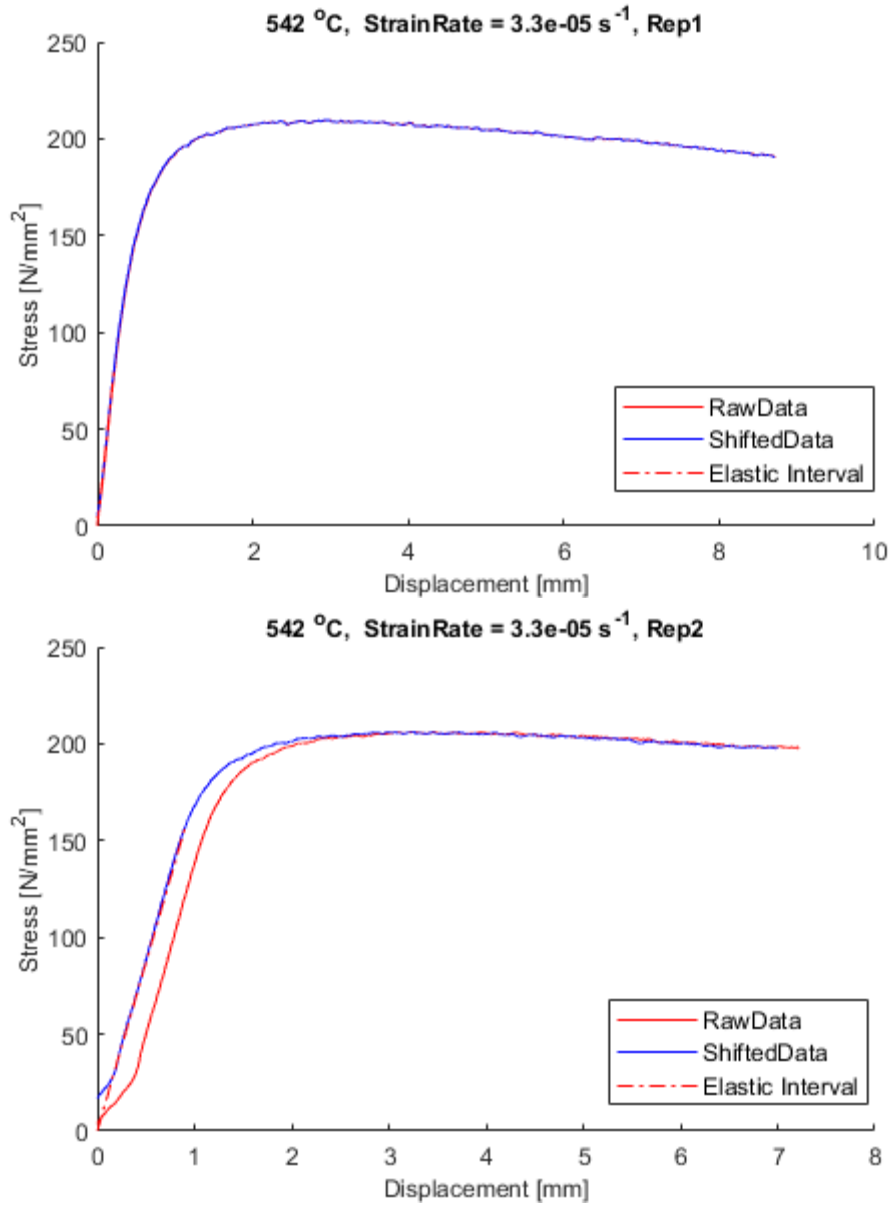 542 °C, StrainRate = 3.3e-05 s⁻¹, Rep1
250
200
150
100
50
0
Stress [N/mm²]
RawData
ShiftedData
Elastic Interval
0 2 4 6 8 10
Displacement [mm]
542 °C, StrainRate = 3.3e-05 s⁻¹, Rep2
250
200
150
100
50
0
Stress [N/mm²]
RawData
ShiftedData
Elastic Interval
0 1 2 3 4 5 6 7 8
Displacement [mm]